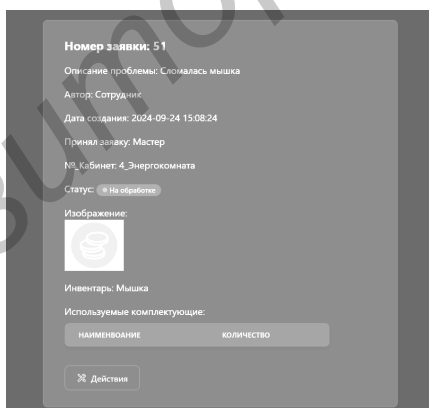 Номер заявки: 51
Описание проблемы: Сломалась мышка
Автор: Сотрудник
Дата создания: 2024-09-24 15:08:24
Принял заявку: Мастер
№_Кабинет: 4_Энергокомната
Статус: На обработке
Изображение:
Инвентарь: Мышка
Используемые комплектующие:
НАИМЕНВОАНИЕ КОЛИЧЕСТВО
Действия